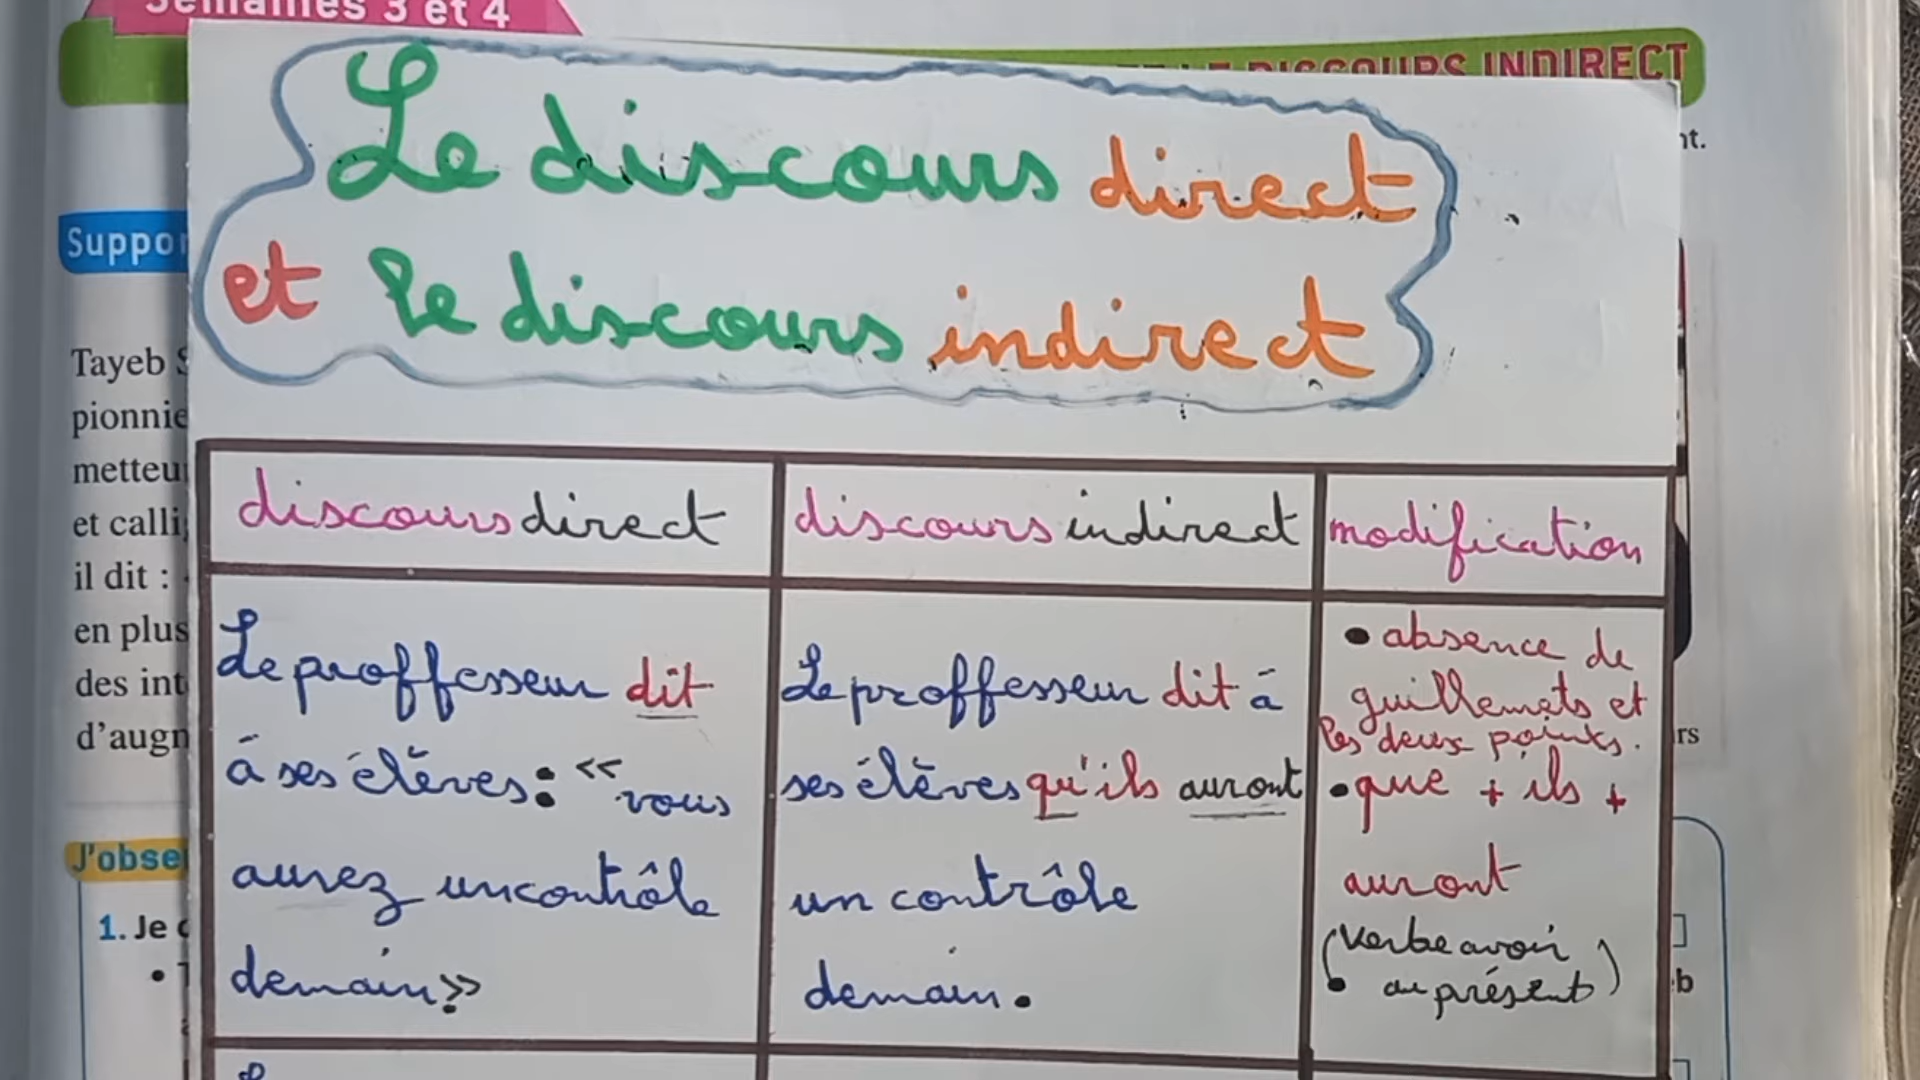 Semaines 3 et 4
LE DISCOURS INDIRECT
nt.
Le discours direct
et le discours indirect
Suppor
Tayeb S
pionnie
metteu
et calli
il dit :
en plus
des int
d'augn
rs
discours direct
discours indirect
modification
Le proffesseur dit
à ses élèves : «vous
aurez un contrôle
demain»
Le proffesseur dit à
ses élèves qu'ils auront
un contrôle
demain.
• absence de
guillemets et
les deux points.
• que + ils +
auront
(verbe avoir
• au présent)
J'obse
1. Je
b